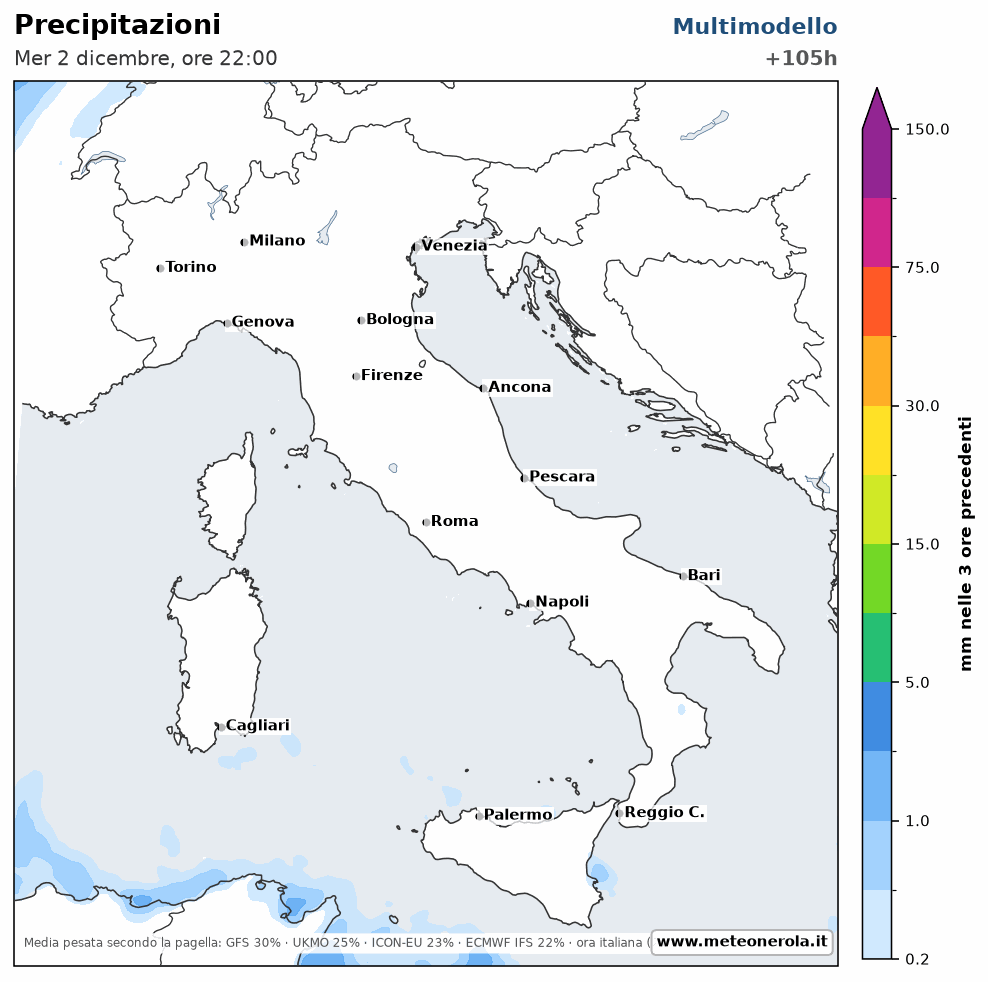 Precipitazioni
Multimodello
Mer 2 dicembre, ore 22:00
+105h
150.0
75.0
30.0
15.0
5.0
1.0
0.2
mm nelle 3 ore precedenti
Milano
Venezia
Torino
Genova
Bologna
Firenze
Ancona
Pescara
Roma
Bari
Napoli
Cagliari
Palermo
Reggio C.
Media pesata secondo la pagella: GFS 30% · UKMO 25% · ICON-EU 23% · ECMWF IFS 22% · ora italiana (
www.meteonerola.it